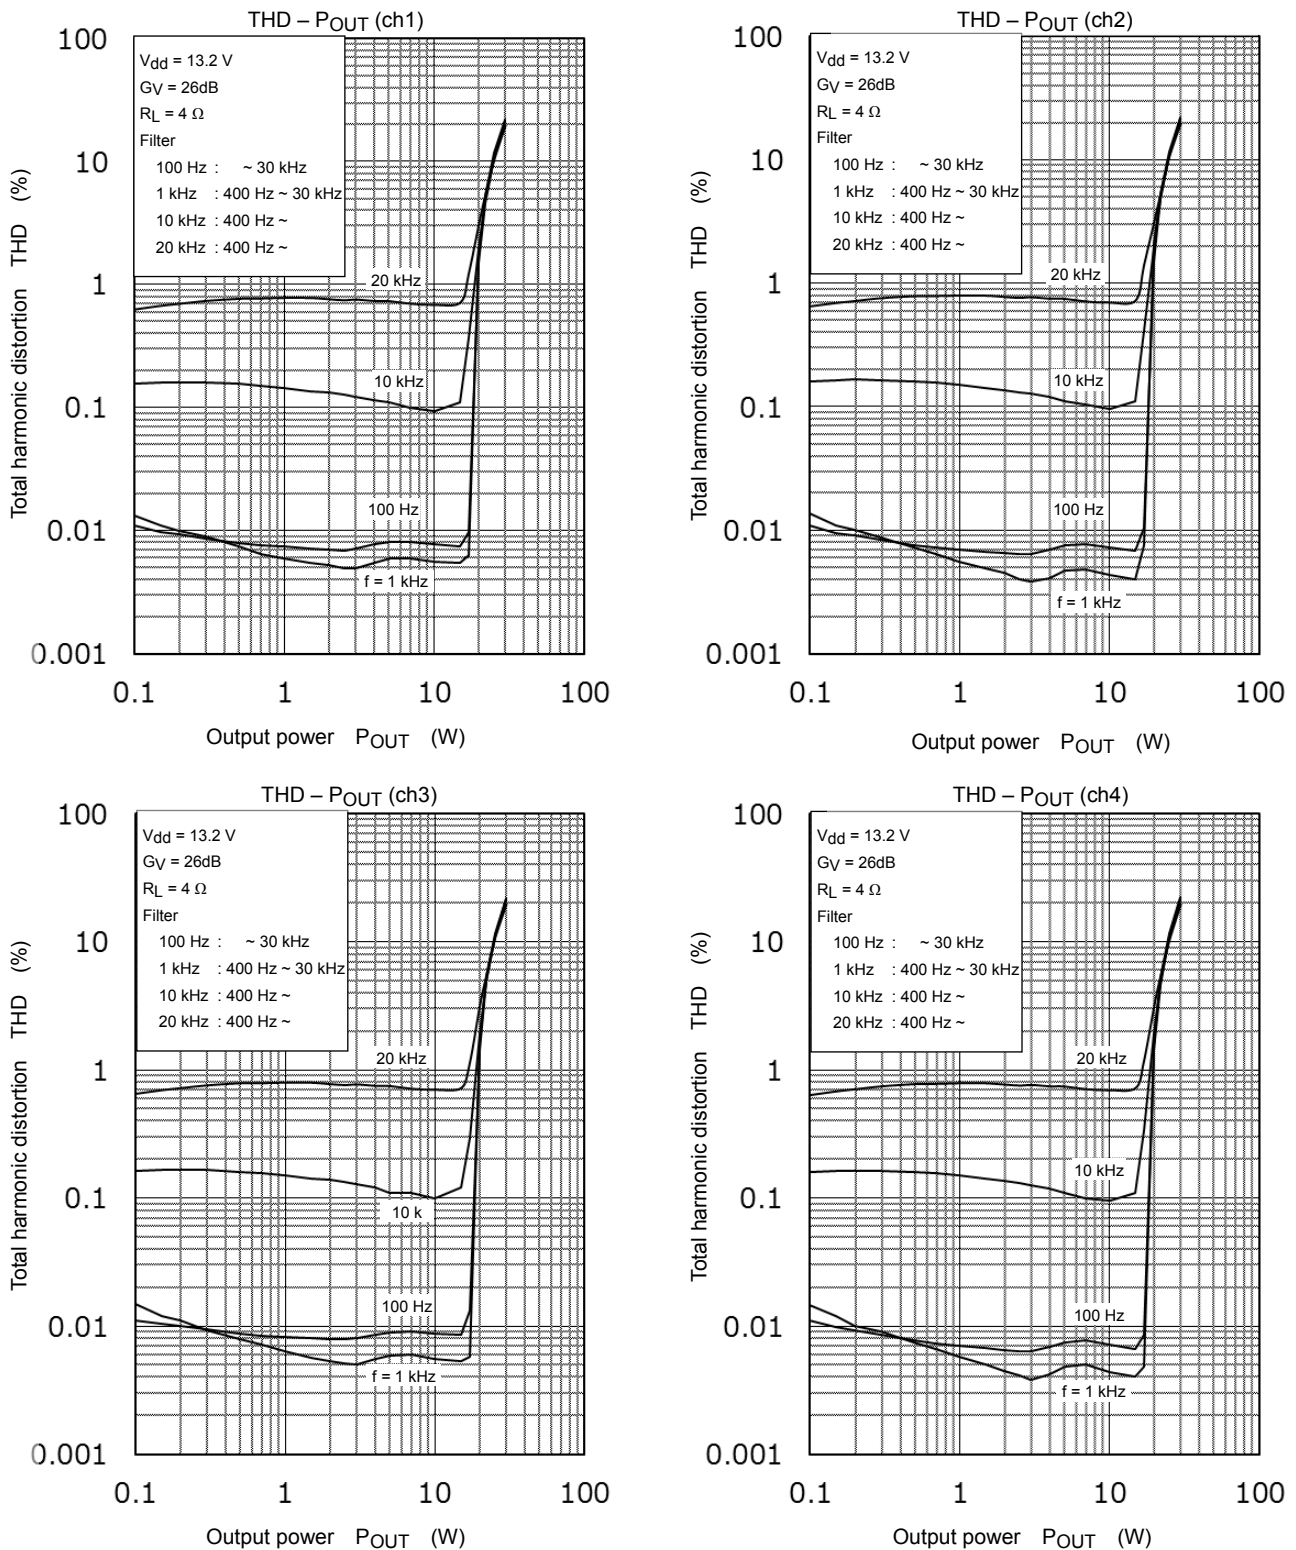 THD – POUT (ch1)
100
10
1
0.1
0.01
0.001
Total harmonic distortion THD (%)
Vdd = 13.2 V
GV = 26dB
RL = 4 Ω
Filter
100 Hz : ~ 30 kHz
1 kHz : 400 Hz ~ 30 kHz
10 kHz : 400 Hz ~
20 kHz : 400 Hz ~
20 kHz
10 kHz
100 Hz
f = 1 kHz
0.1 1 10 100
Output power POUT (W)
THD – POUT (ch2)
100
10
1
0.1
0.01
0.001
Total harmonic distortion THD (%)
Vdd = 13.2 V
GV = 26dB
RL = 4 Ω
Filter
100 Hz : ~ 30 kHz
1 kHz : 400 Hz ~ 30 kHz
10 kHz : 400 Hz ~
20 kHz : 400 Hz ~
20 kHz
10 kHz
100 Hz
f = 1 kHz
0.1 1 10 100
Output power POUT (W)
THD – POUT (ch3)
100
10
1
0.1
0.01
0.001
Total harmonic distortion THD (%)
Vdd = 13.2 V
GV = 26dB
RL = 4 Ω
Filter
100 Hz : ~ 30 kHz
1 kHz : 400 Hz ~ 30 kHz
10 kHz : 400 Hz ~
20 kHz : 400 Hz ~
20 kHz
10 k
100 Hz
f = 1 kHz
0.1 1 10 100
Output power POUT (W)
THD – POUT (ch4)
100
10
1
0.1
0.01
0.001
Total harmonic distortion THD (%)
Vdd = 13.2 V
GV = 26dB
RL = 4 Ω
Filter
100 Hz : ~ 30 kHz
1 kHz : 400 Hz ~ 30 kHz
10 kHz : 400 Hz ~
20 kHz : 400 Hz ~
20 kHz
10 kHz
100 Hz
f = 1 kHz
0.1 1 10 100
Output power POUT (W)